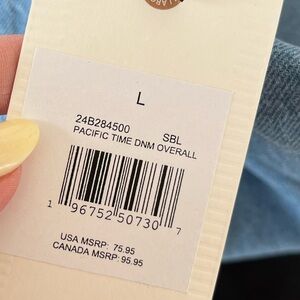 L
24B284500 SBL
PACIFIC TIME DNM OVERALL
1 96752 50730 7
USA MSRP: 75.95
CANADA MSRP: 95.95